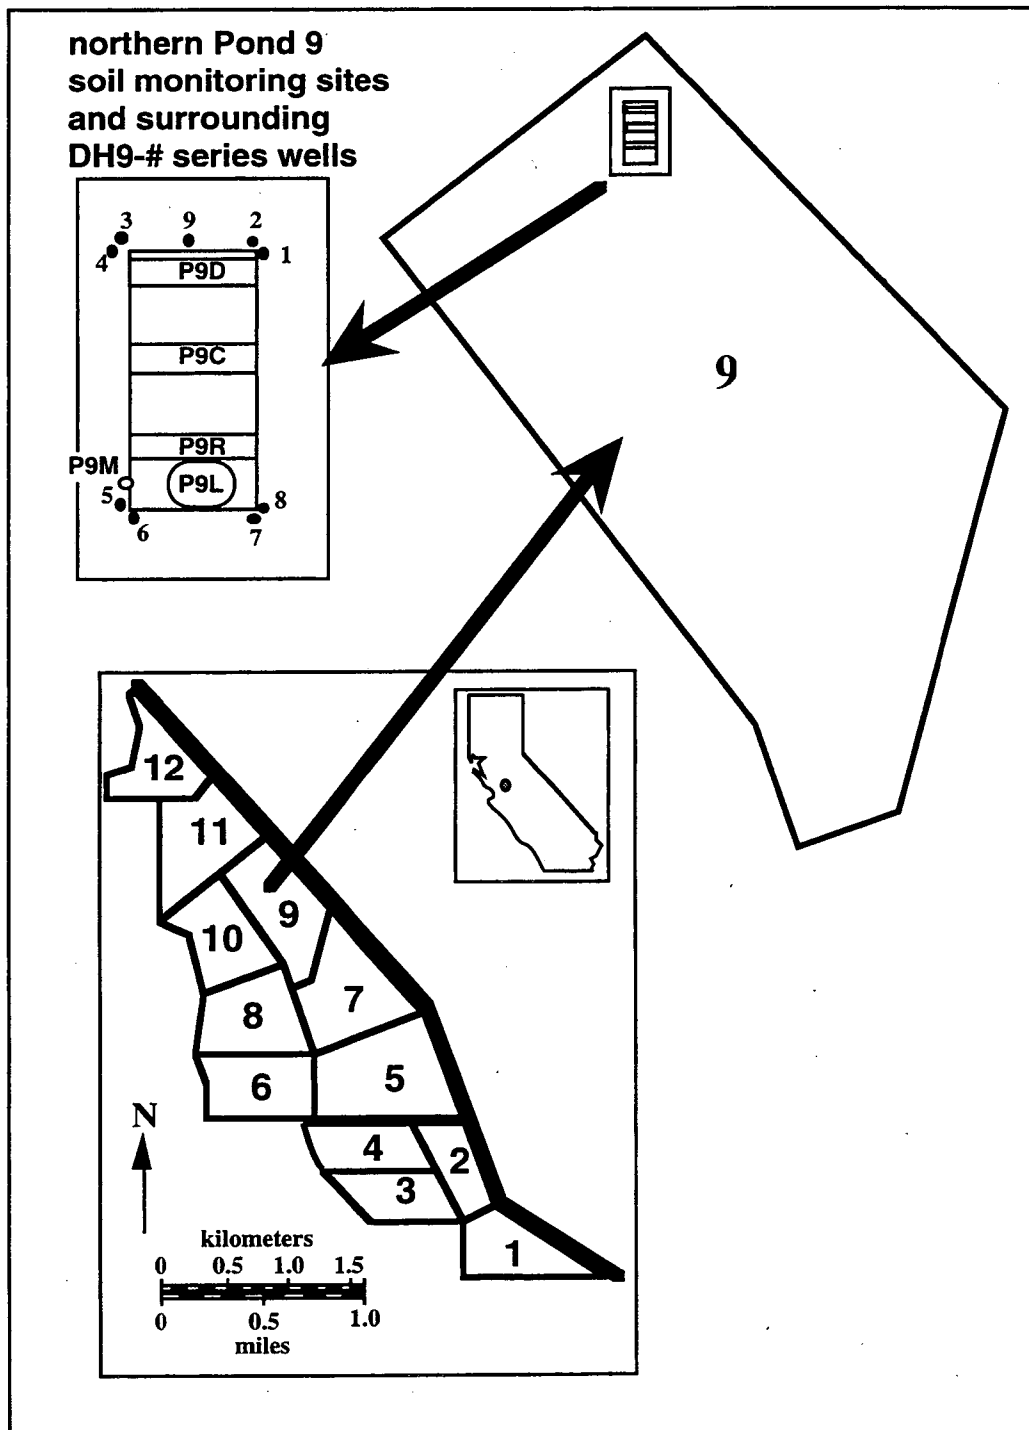 northern Pond 9
soil monitoring sites
and surrounding
DH9-# series wells
3 9 2
4 1
P9D
P9C
P9R
P9M
P9L
5 8
6 7
9
12
11
9
10
7
8
5
6
N
4
2
3
1
kilometers
0 0.5 1.0 1.5
0 0.5 1.0
miles